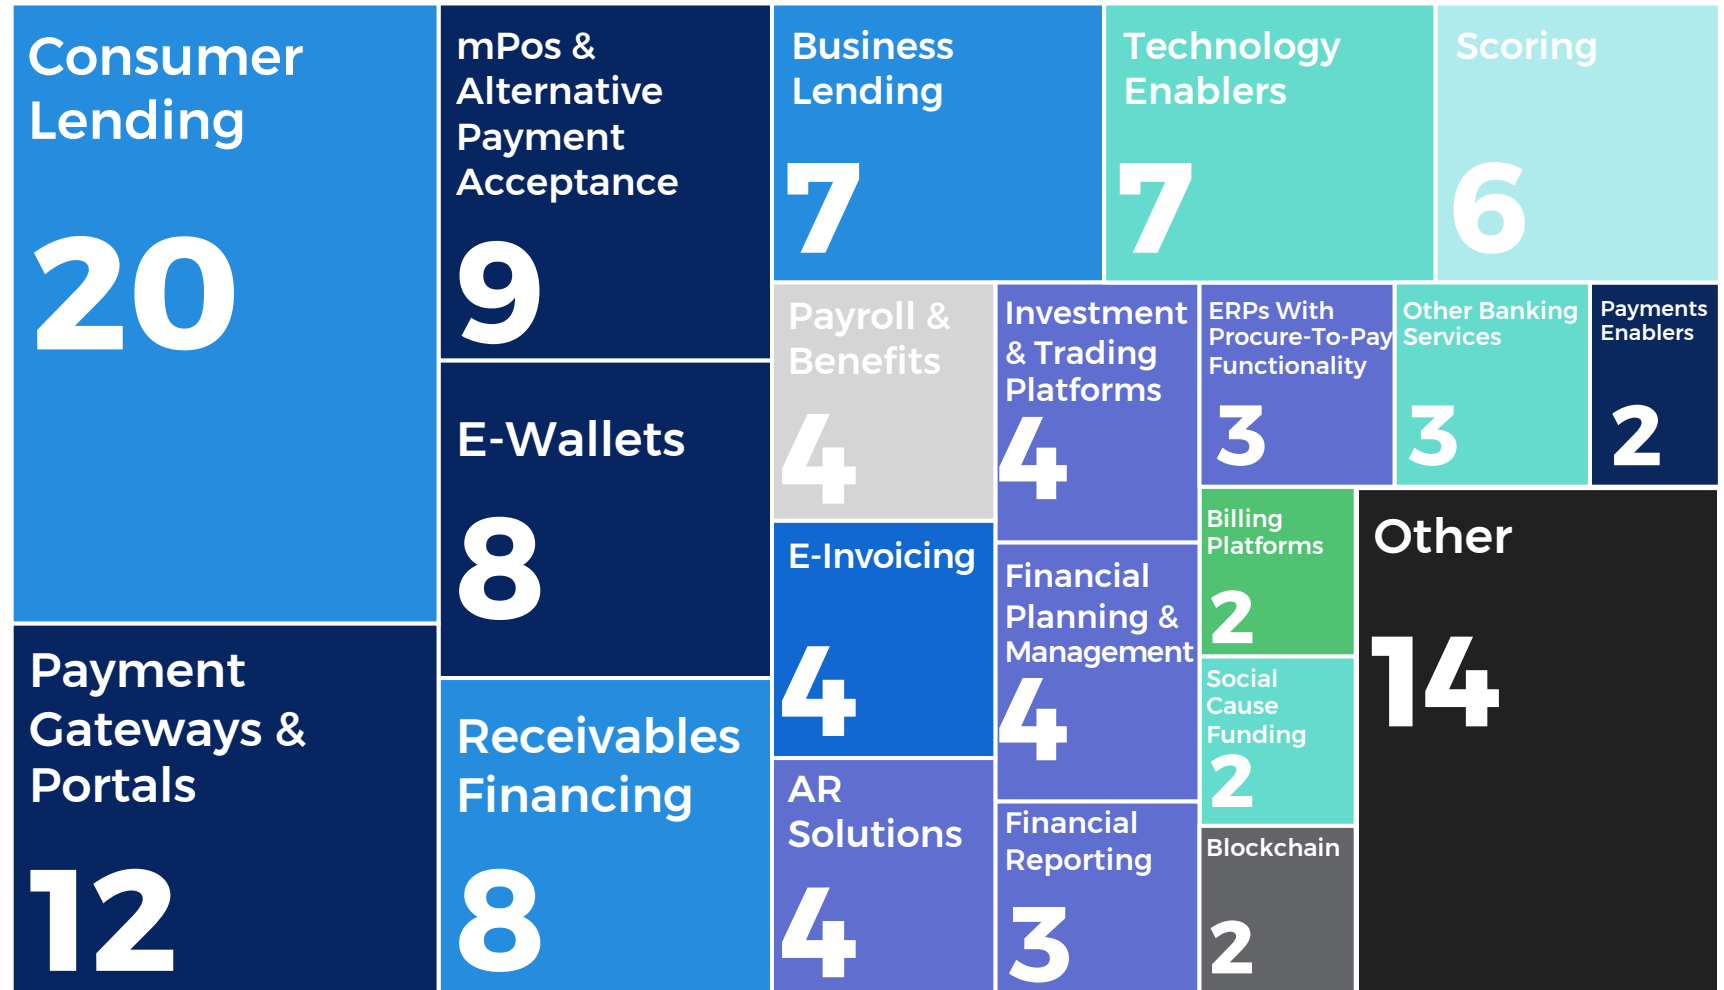 Consumer
Lending
20
Payment
Gateways &
Portals
12
mPos &
Alternative
Payment
Acceptance
9
E-Wallets
8
Receivables
Financing
8
Business
Lending
7
Technology
Enablers
7
Scoring
6
Payroll &
Benefits
4
E-Invoicing
4
AR
Solutions
4
Investment
& Trading
Platforms
4
Financial
Planning &
Management
4
Financial
Reporting
3
ERPs With
Procure-To-Pay
Functionality
3
Other Banking
Services
3
Payments
Enablers
2
Billing
Platforms
2
Social
Cause
Funding
2
Blockchain
2
Other
14